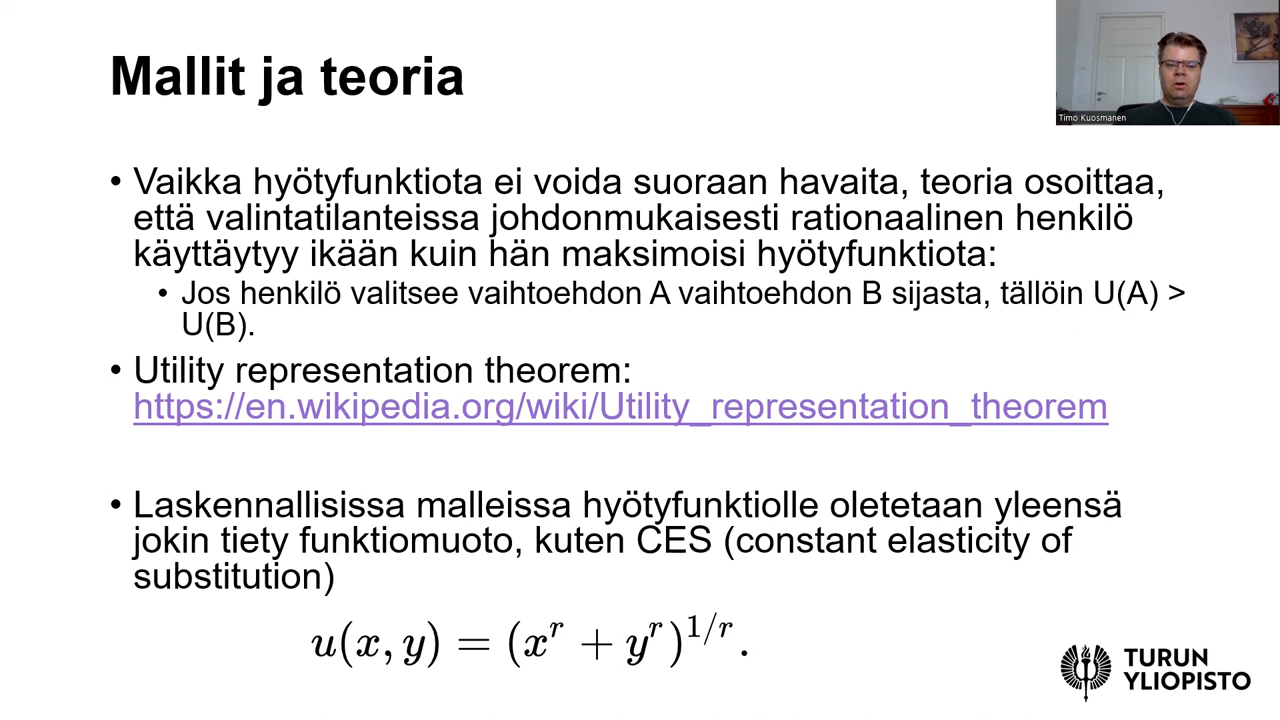 Mallit ja teoria
Timo Kuosmanen
• Vaikka hyötyfunktiota ei voida suoraan havaita, teoria osoittaa,
että valintatilanteissa johdonmukaisesti rationaalinen henkilö
käyttäytyy ikään kuin hän maksimoisi hyötyfunktiota:
• Jos henkilö valitsee vaihtoehdon A vaihtoehdon B sijasta, tällöin U(A) >
U(B).
• Utility representation theorem:
https://en.wikipedia.org/wiki/Utility_representation_theorem
• Laskennallisissa malleissa hyötyfunktiolle oletetaan yleensä
jokin tiety funktiomuoto, kuten CES (constant elasticity of
substitution)
u(x, y) = (x^r + y^r)^{1/r}.
TURUN
YLIOPISTO